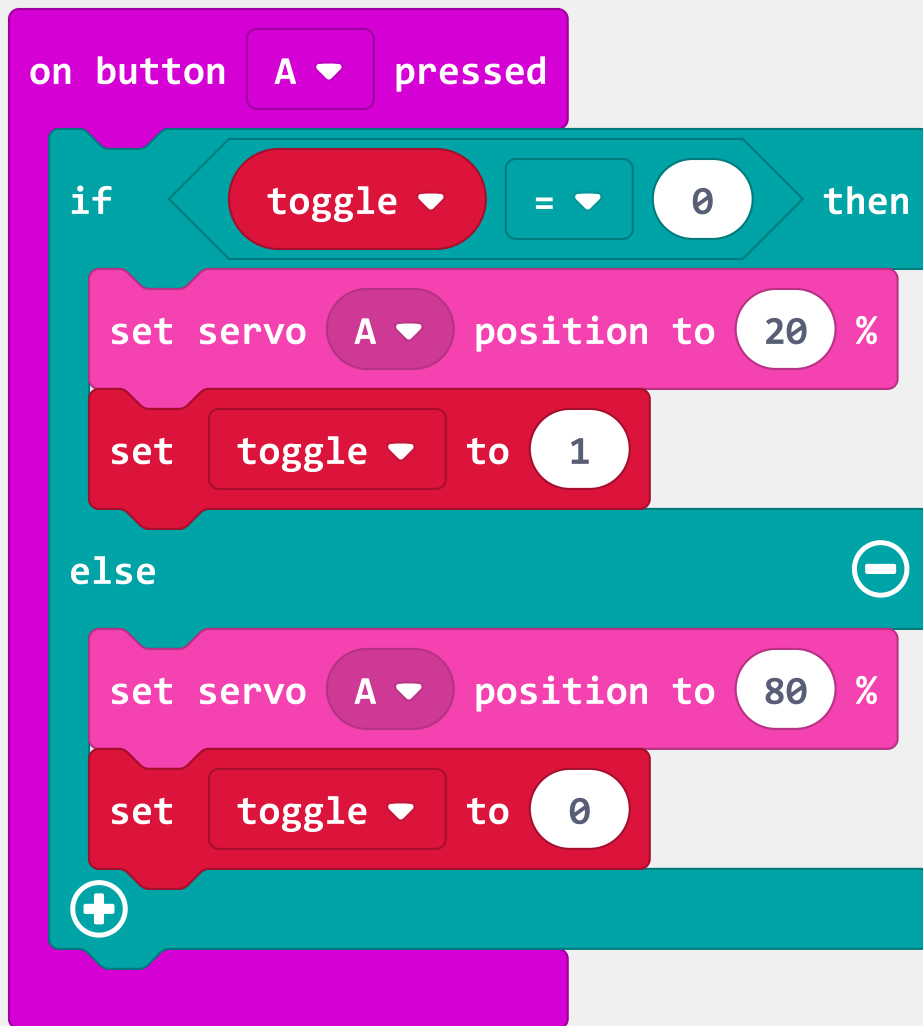 on button A pressed
if toggle = 0 then
set servo A position to 20 %
set toggle to 1
else
set servo A position to 80 %
set toggle to 0